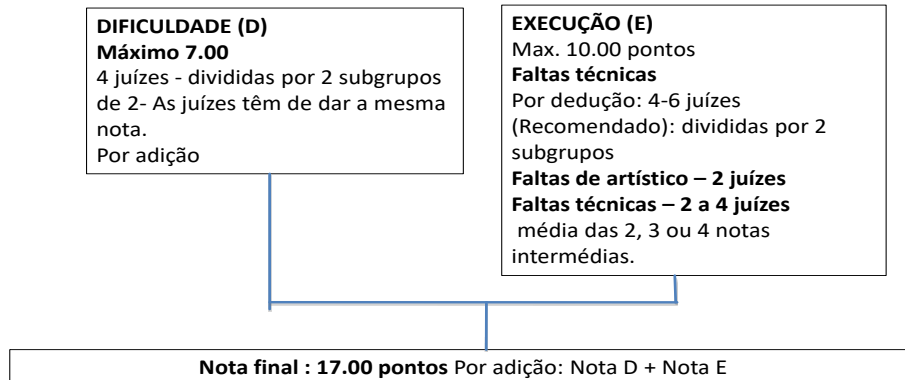 DIFICULDADE (D)
Máximo 7.00
4 juízes - divididas por 2 subgrupos
de 2- As juízes têm de dar a mesma
nota.
Por adição
EXECUÇÃO (E)
Max. 10.00 pontos
Faltas técnicas
Por dedução: 4-6 juízes
(Recomendado): divididas por 2
subgrupos
Faltas de artístico – 2 juízes
Faltas técnicas – 2 a 4 juízes
média das 2, 3 ou 4 notas
intermédias.
Nota final : 17.00 pontos Por adição: Nota D + Nota E